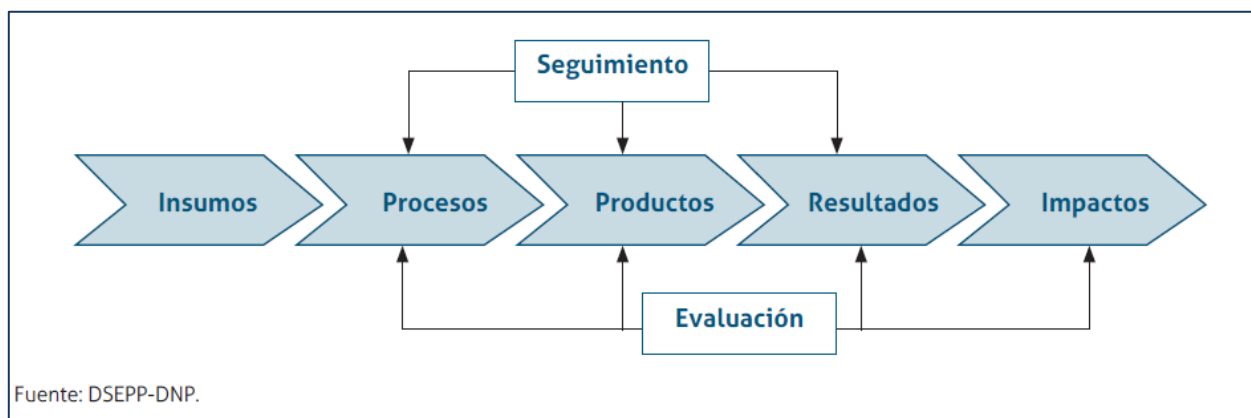 Seguimiento
Insumos
Procesos
Productos
Resultados
Impactos
Evaluación
Fuente: DSEPP-DNP.